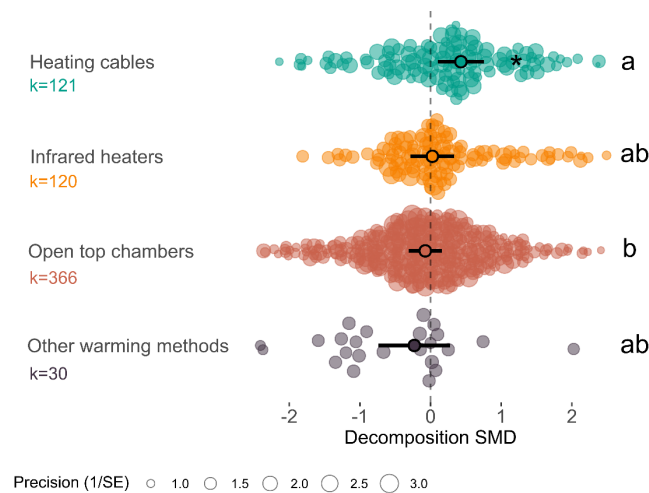 Heating cables
k=121
*
a
Infrared heaters
k=120
ab
Open top chambers
k=366
b
Other warming methods
k=30
ab
-2 -1 0 1 2
Decomposition SMD
Precision (1/SE) 1.0 1.5 2.0 2.5 3.0